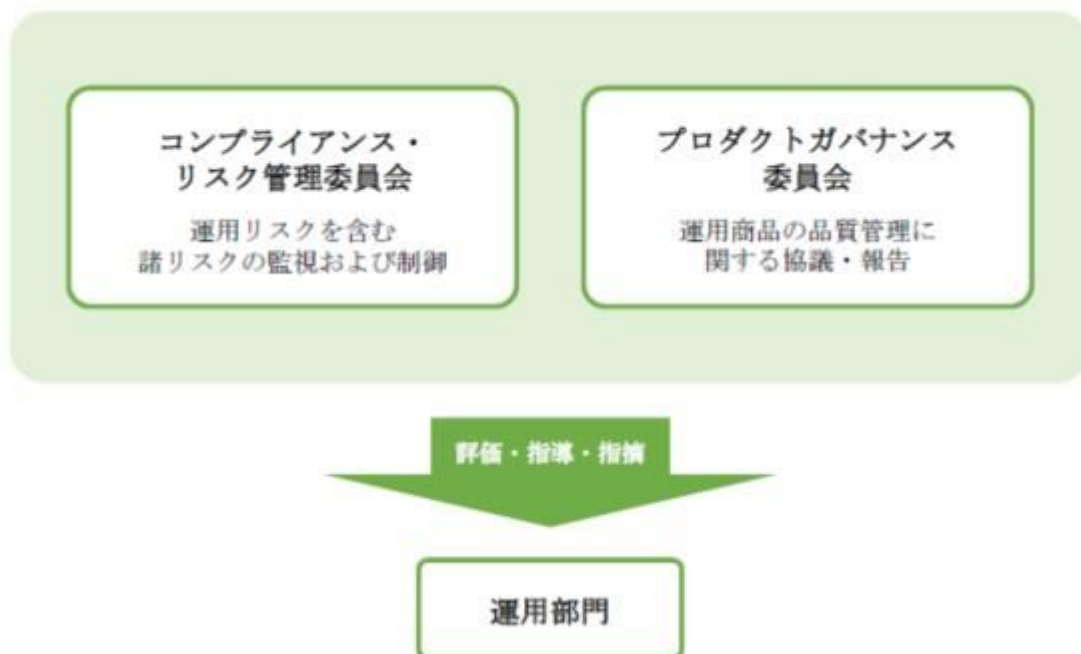 コンプライアンス・
リスク管理委員会
運用リスクを含む
諸リスクの監視および制御
プロダクトガバナンス
委員会
運用商品の品質管理に
関する協議・報告
評価・指導・指摘
運用部門